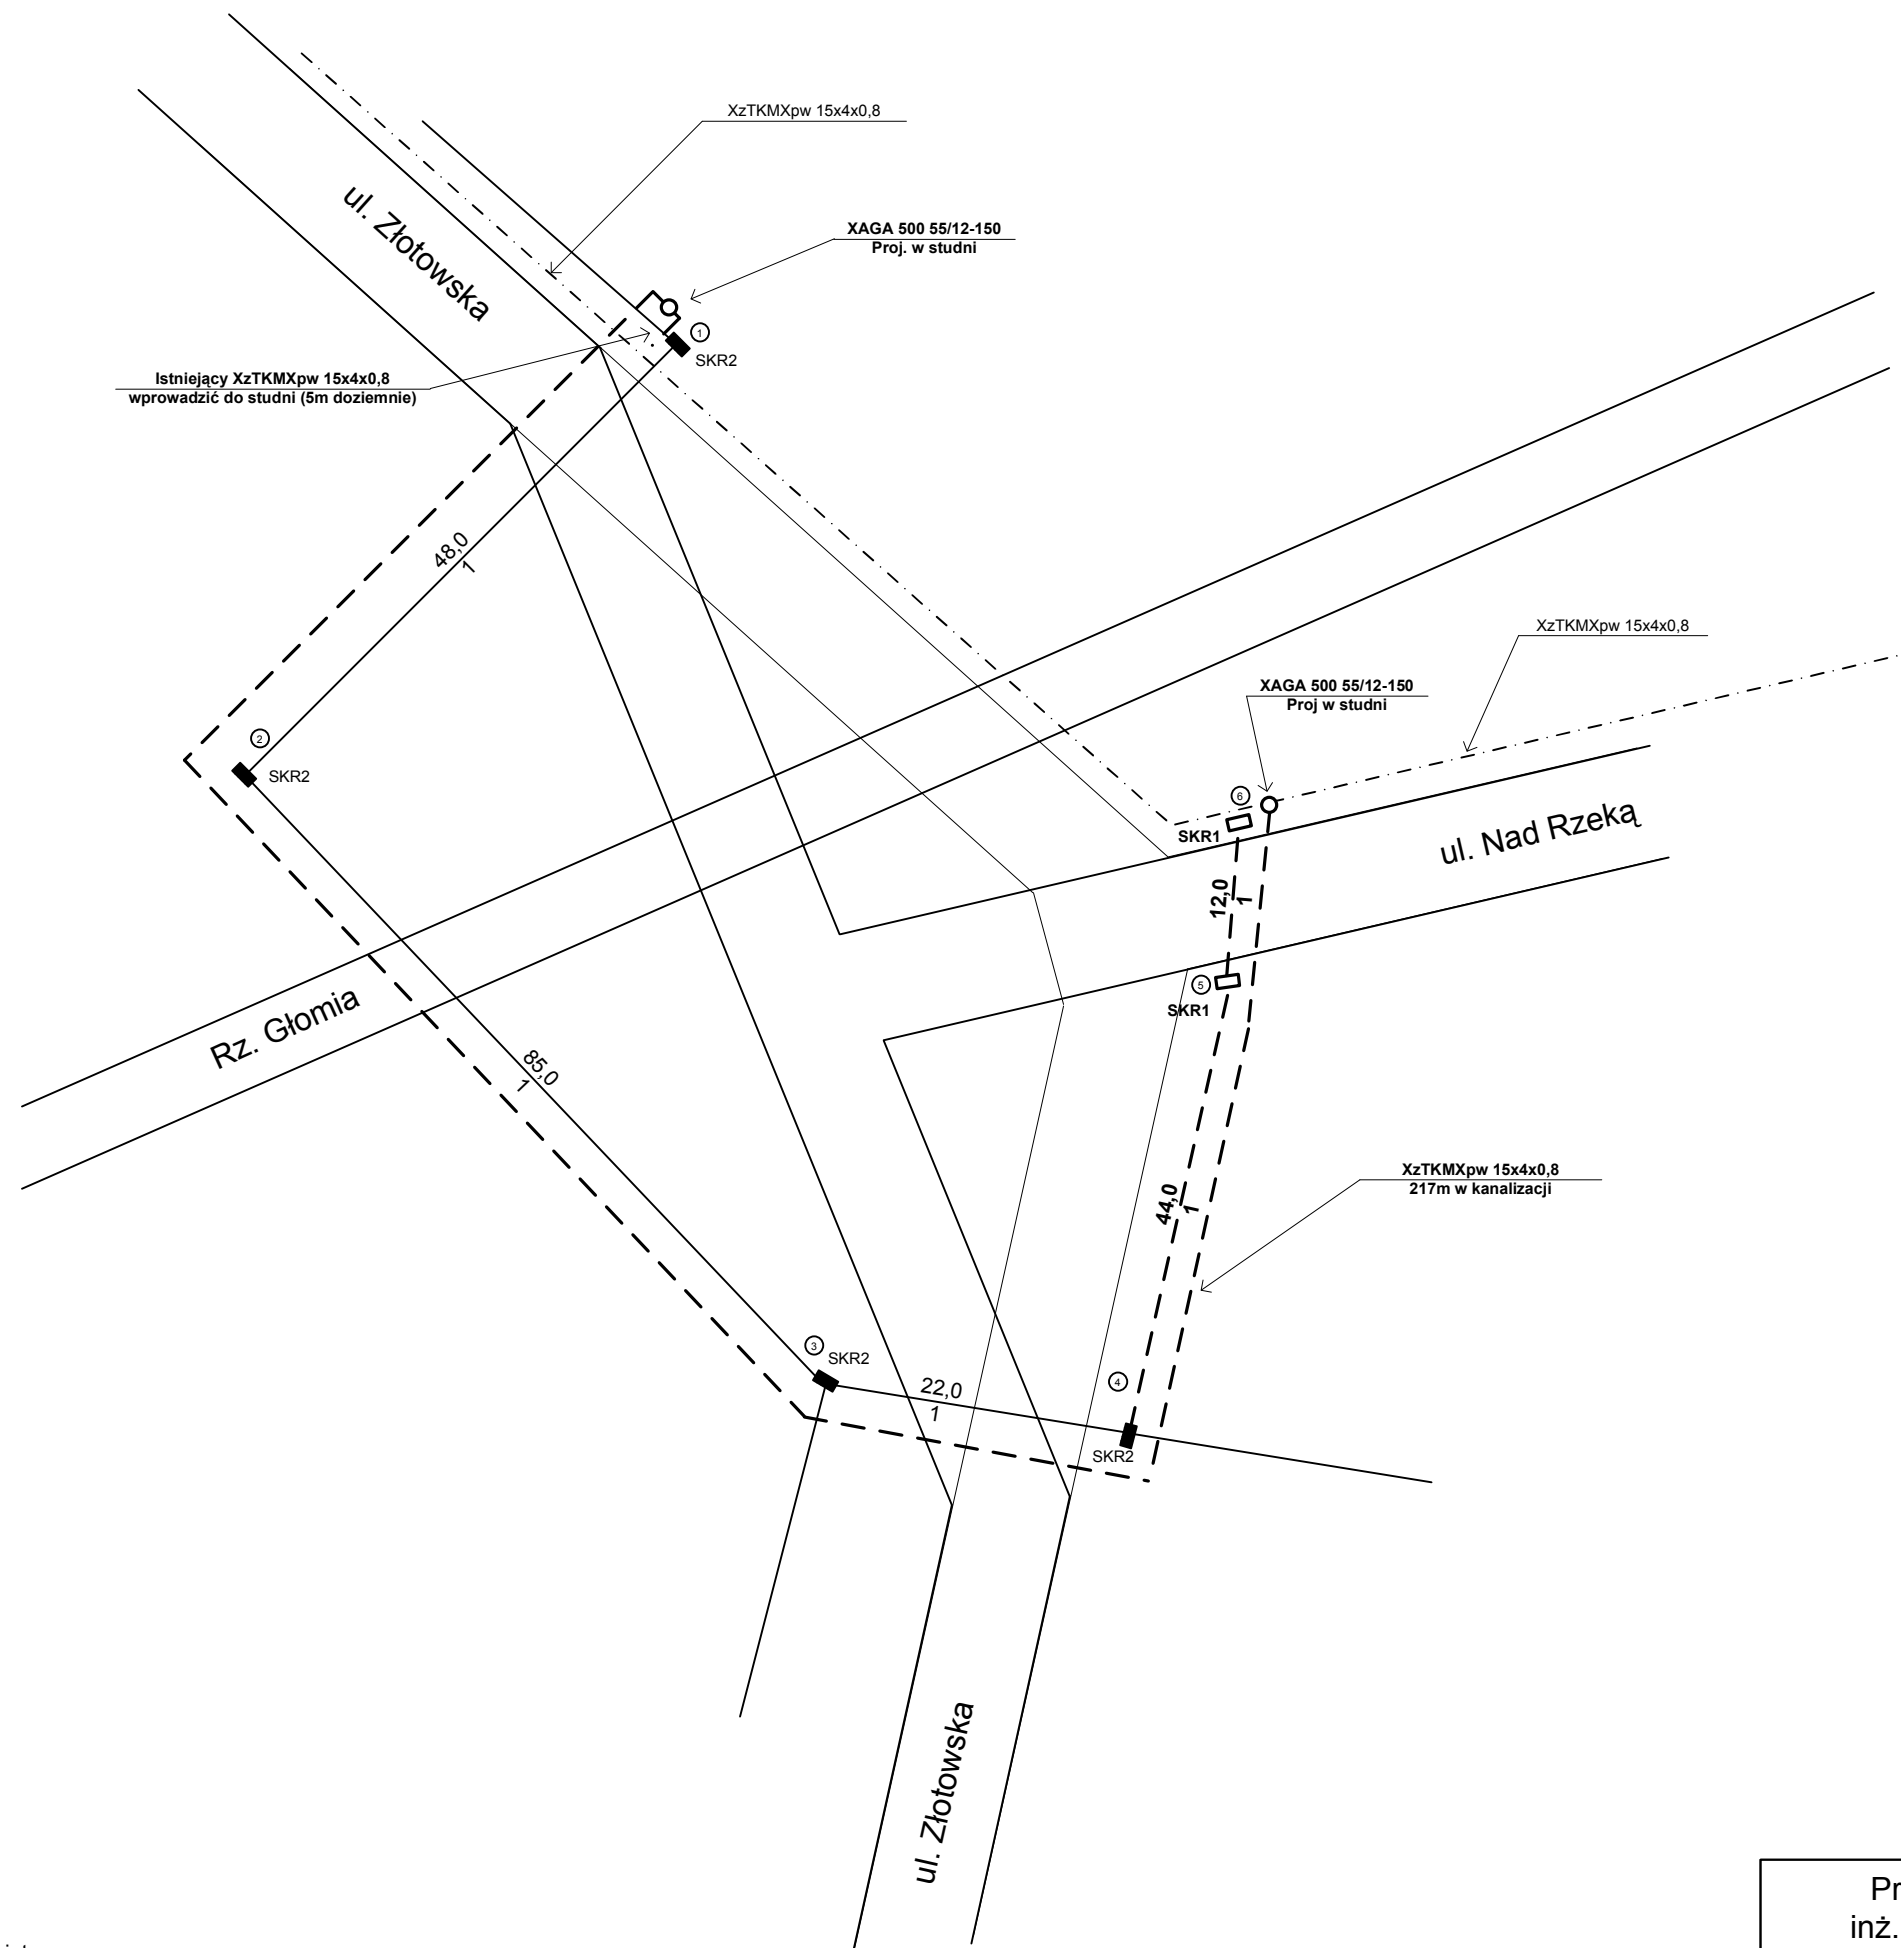 XzTKMXpw 15x4x0,8
ul. Złotowska
XAGA 500 55/12-150
Proj. w studni
1
SKR2
Istniejący XzTKMXpw 15x4x0,8
wprowadzić do studni (5m doziemnie)
48,0
1
XzTKMXpw 15x4x0,8
XAGA 500 55/12-150
Proj w studni
2
SKR2
6
SKR1
ul. Nad Rzeką
12,0
1
5
SKR1
Rz. Głomia
85,0
1
XzTKMXpw 15x4x0,8
217m w kanalizacji
44,0
1
3
SKR2
4
22,0
1
SKR2
ul. Złotowska
Pr
inż.